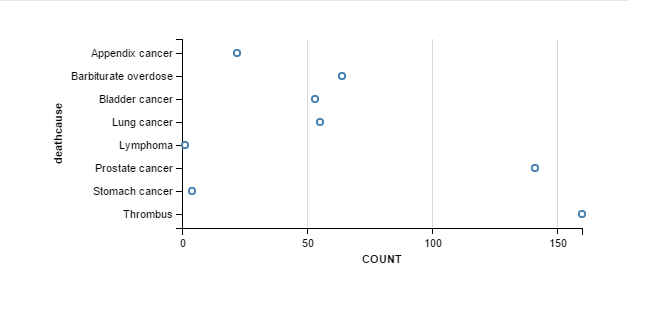 deathcause
Appendix cancer
Barbiturate overdose
Bladder cancer
Lung cancer
Lymphoma
Prostate cancer
Stomach cancer
Thrombus
0 50 100 150
COUNT